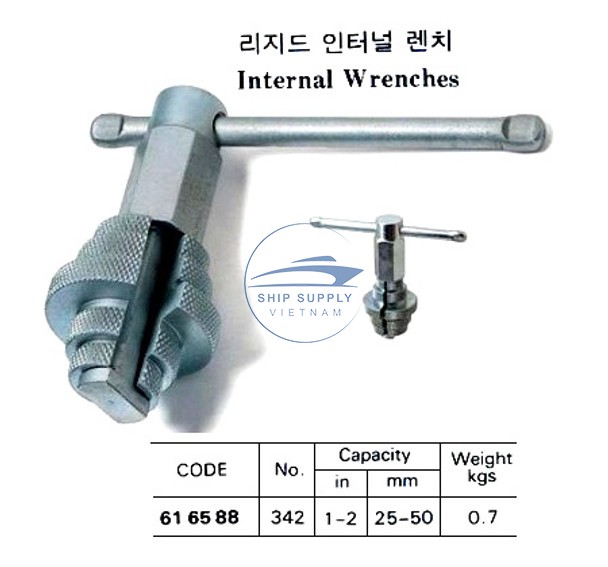 리지드 인터널 렌치
Internal Wrenches
SHIP SUPPLY
VIETNAM
CODE No. Capacity Weight kgs
in mm
61 65 88 342 1-2 25-50 0.7